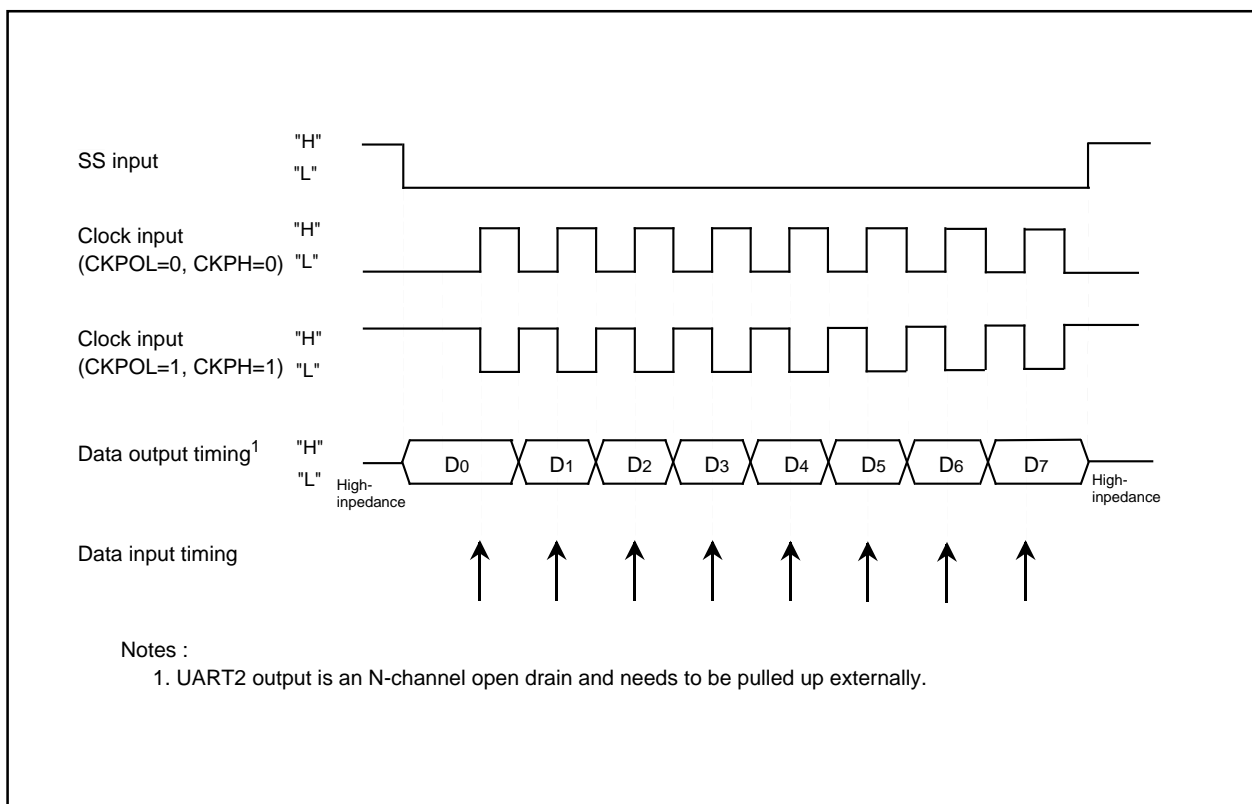 SS input
"H"
"L"
Clock input
(CKPOL=0, CKPH=0)
"H"
"L"
Clock input
(CKPOL=1, CKPH=1)
"H"
"L"
Data output timing1
"H"
"L"
High-
inpedance
D0
D1
D2
D3
D4
D5
D6
D7
High-
inpedance
Data input timing
Notes :
1. UART2 output is an N-channel open drain and needs to be pulled up externally.